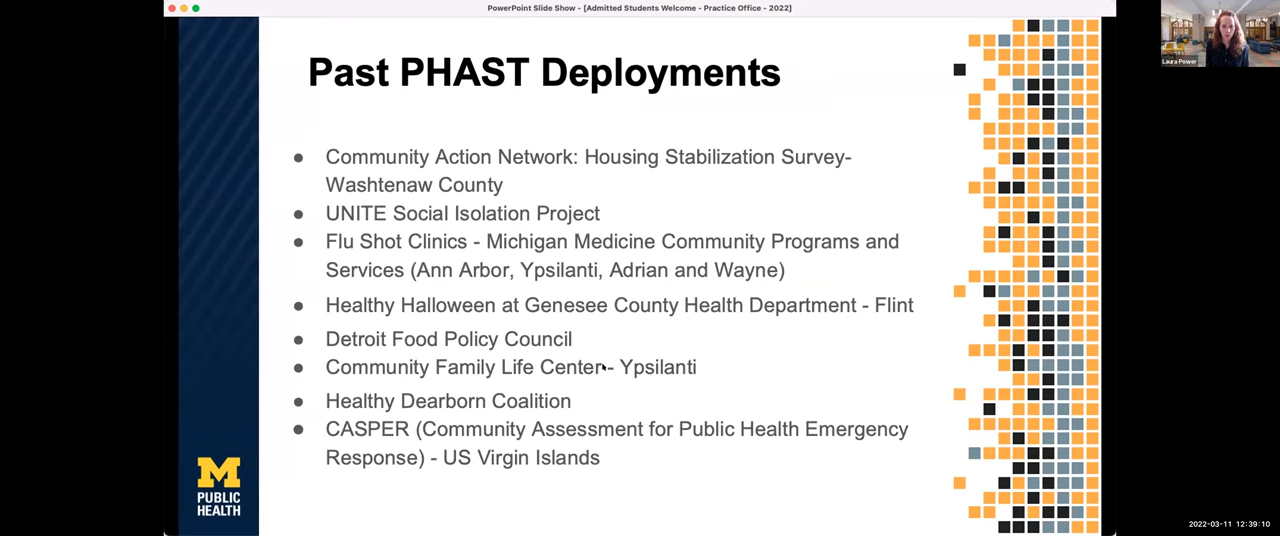 PowerPoint Slide Show - [Admitted Students Welcome - Practice Office - 2022]
Laura Power
Past PHAST Deployments
● Community Action Network: Housing Stabilization Survey-
Washtenaw County
● UNITE Social Isolation Project
● Flu Shot Clinics - Michigan Medicine Community Programs and
Services (Ann Arbor, Ypsilanti, Adrian and Wayne)
● Healthy Halloween at Genesee County Health Department - Flint
● Detroit Food Policy Council
● Community Family Life Center - Ypsilanti
● Healthy Dearborn Coalition
● CASPER (Community Assessment for Public Health Emergency
Response) - US Virgin Islands
M
PUBLIC
HEALTH
2022-03-11 12:39:10